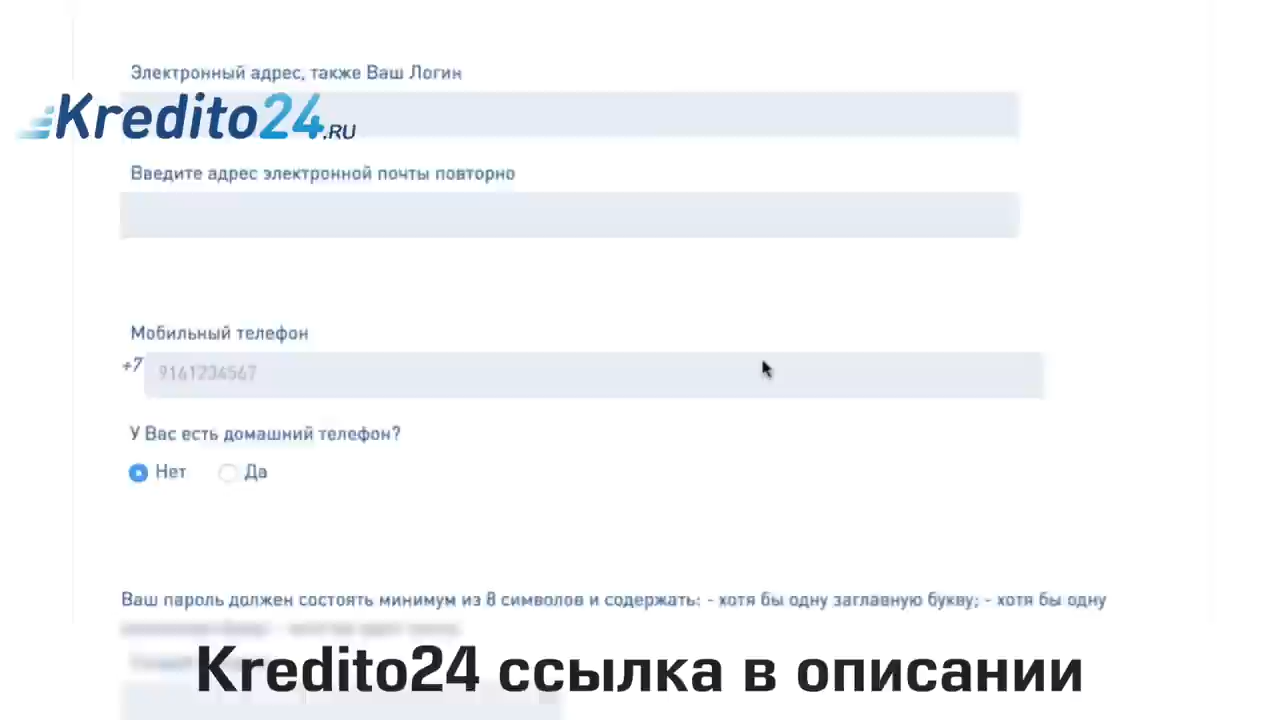 Электронный адрес, также Ваш Логин
Kredito24.RU
Введите адрес электронной почты повторно
Мобильный телефон
+7
9161234567
У Вас есть домашний телефон?
Нет Да
Ваш пароль должен состоять минимум из 8 символов и содержать: - хотя бы одну заглавную букву; - хотя бы одну
Kredito24 ссылка в описании